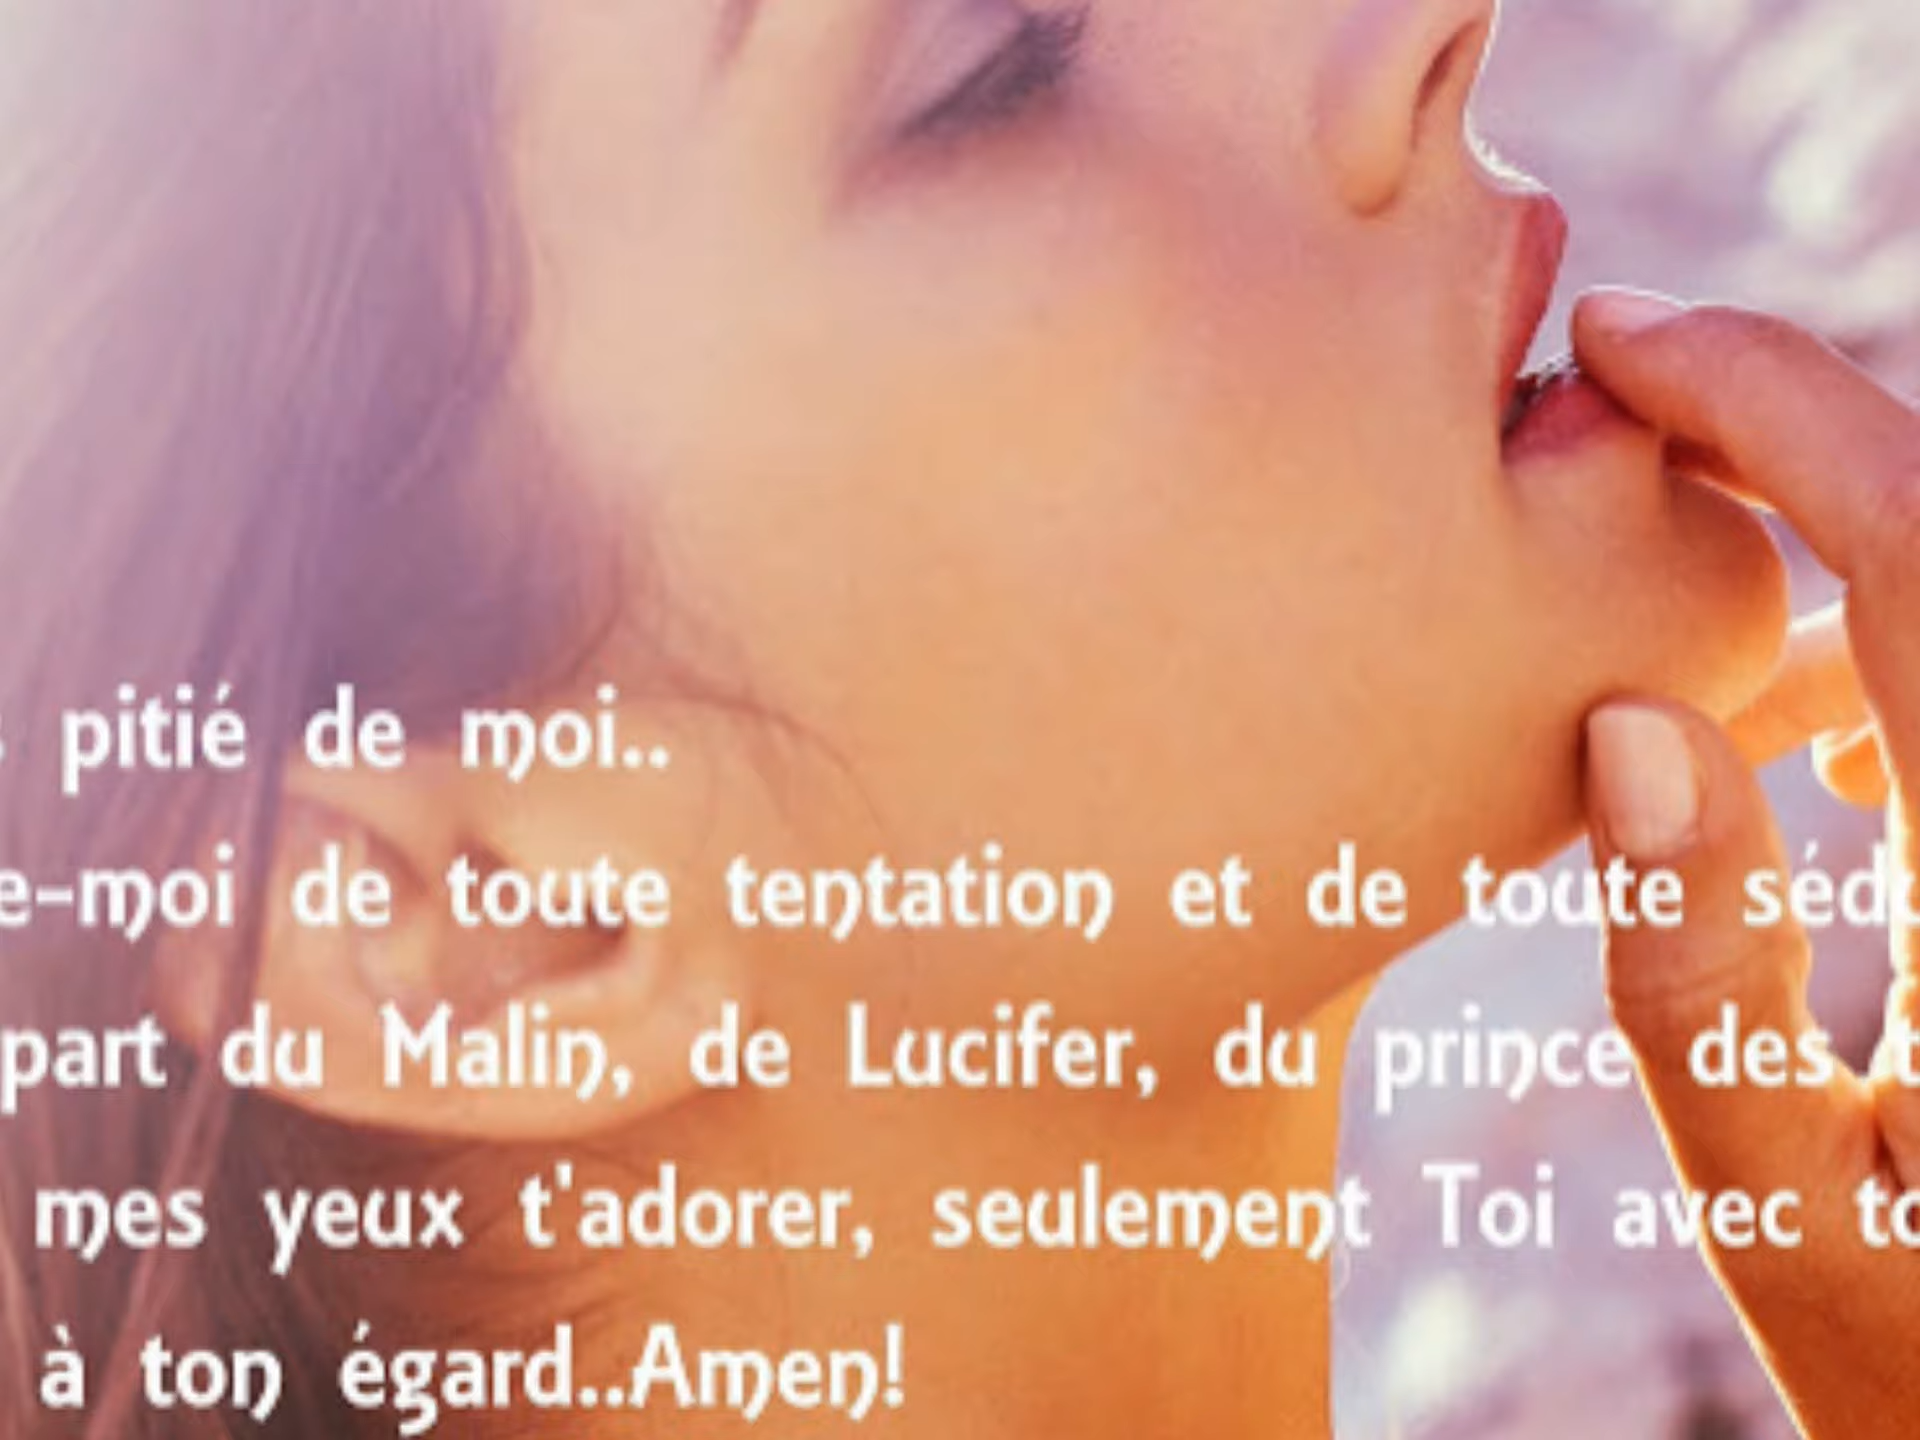 pitié de moi..
e-moi de toute tentation et de toute
part du Malin, de Lucifer, du prince des
mes yeux t'adorer, seulement Toi avec
à ton égard..Amen!